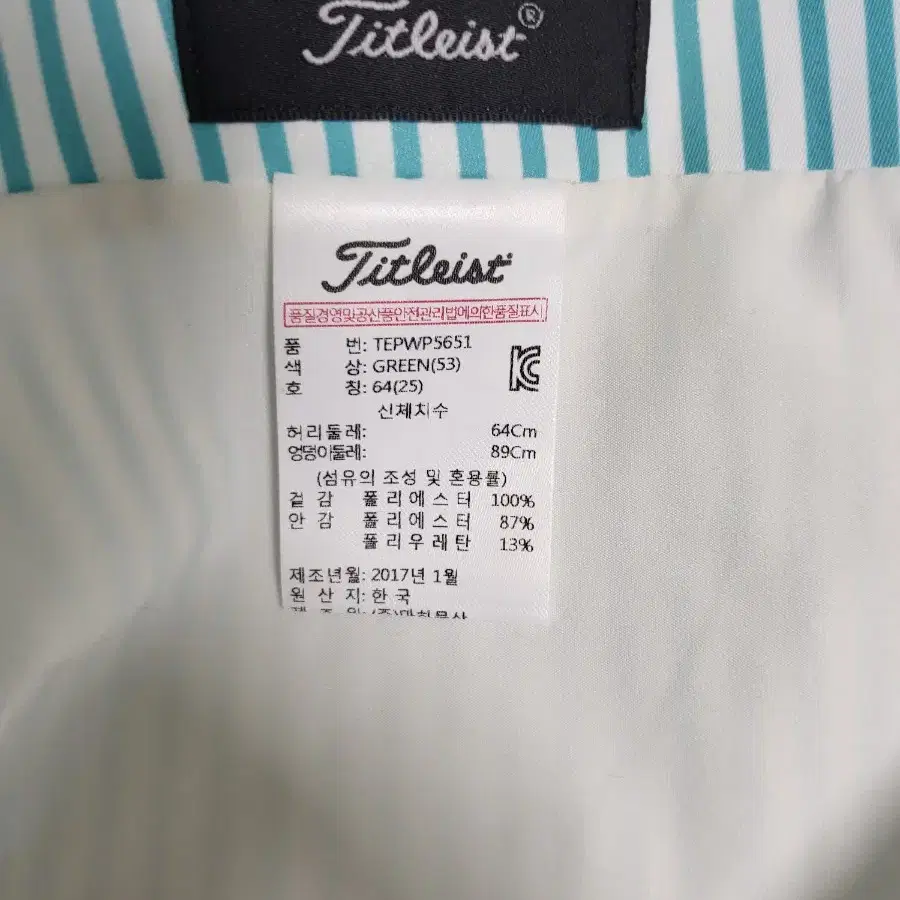 Titleist®
Titleist
품질경영및공산품안전관리법에의한품질표시
품 번: TEPWP5651
색 상: GREEN(53)
호 칭: 64(25)
신체치수
허리둘레: 64Cm
엉덩이둘레: 89Cm
(섬유의 조성 및 혼용률)
겉 감 폴 리 에 스 터 100%
안 감 폴 리 에 스 터 87%
폴 리 우 레 탄 13%
제조년월: 2017년 1월
원 산 지: 한 국